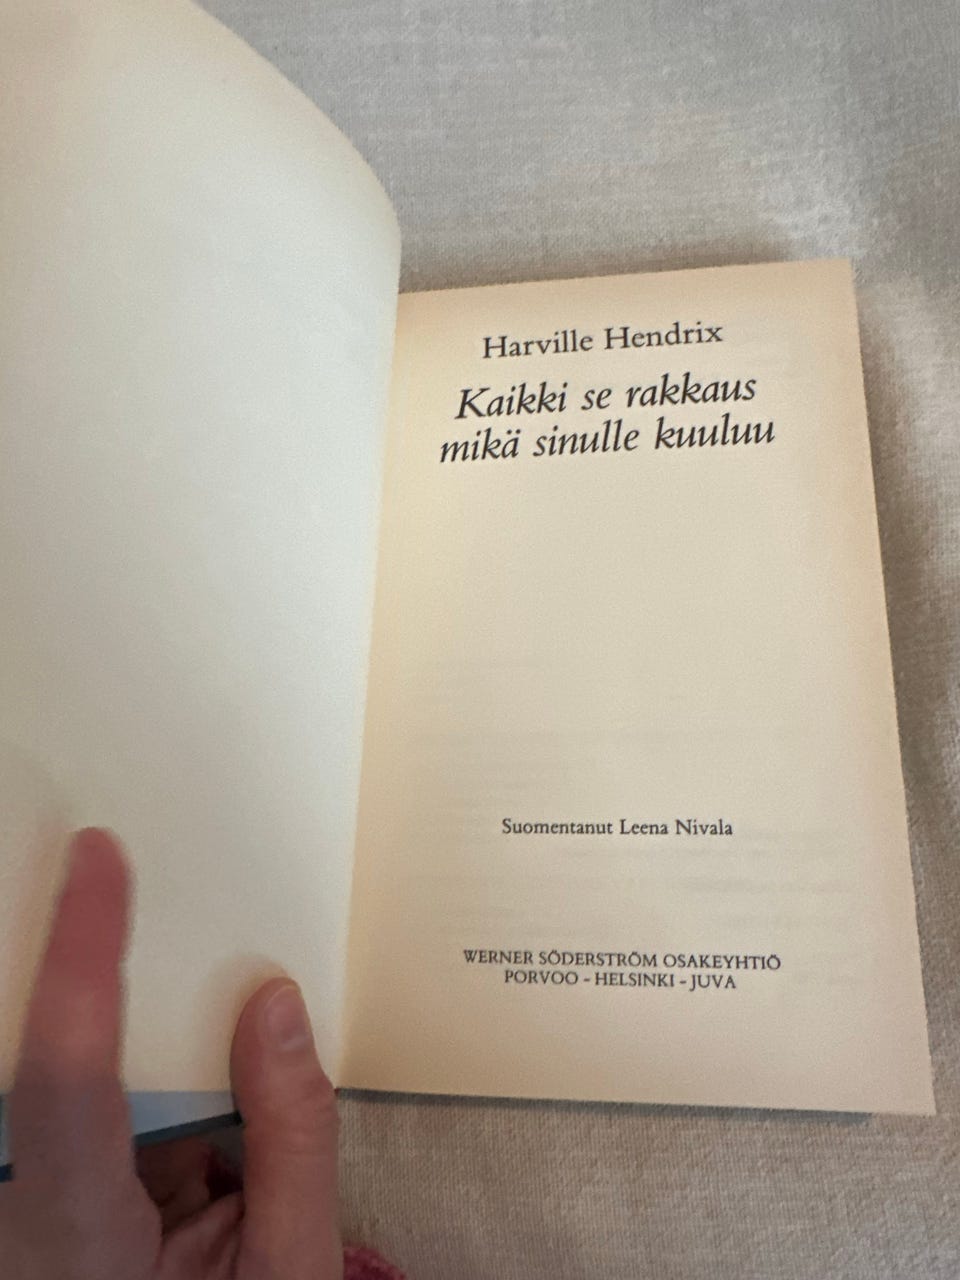 Harville Hendrix
Kaikki se rakkaus
mikä sinulle kuuluu
Suomentanut Leena Nivala
WERNER SÖDERSTRÖM OSAKEYHTIÖ
PORVOO - HELSINKI - JUVA